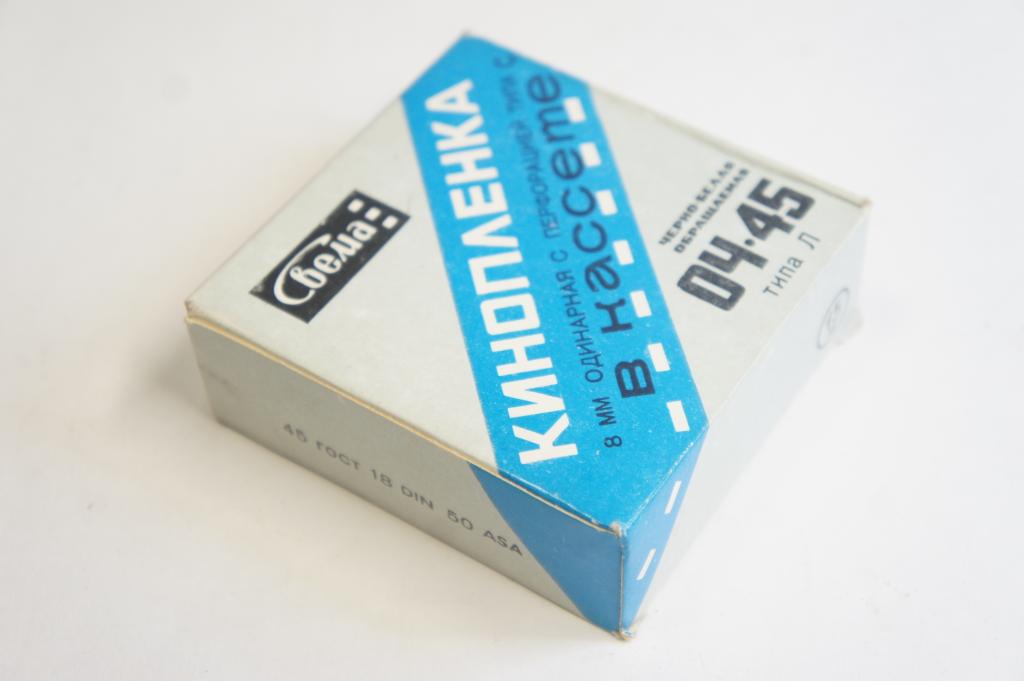 Свема
КИНОПЛЕНКА
8 ММ ОДИНАРНАЯ С ПЕРФОРАЦИЕЙ ТИПА С
в кассете
ЧЕРНО-БЕЛАЯ
ОБРАЩАЕМАЯ
ОЧ·45
типа Л
45 ГОСТ 18 DIN 50 ASA